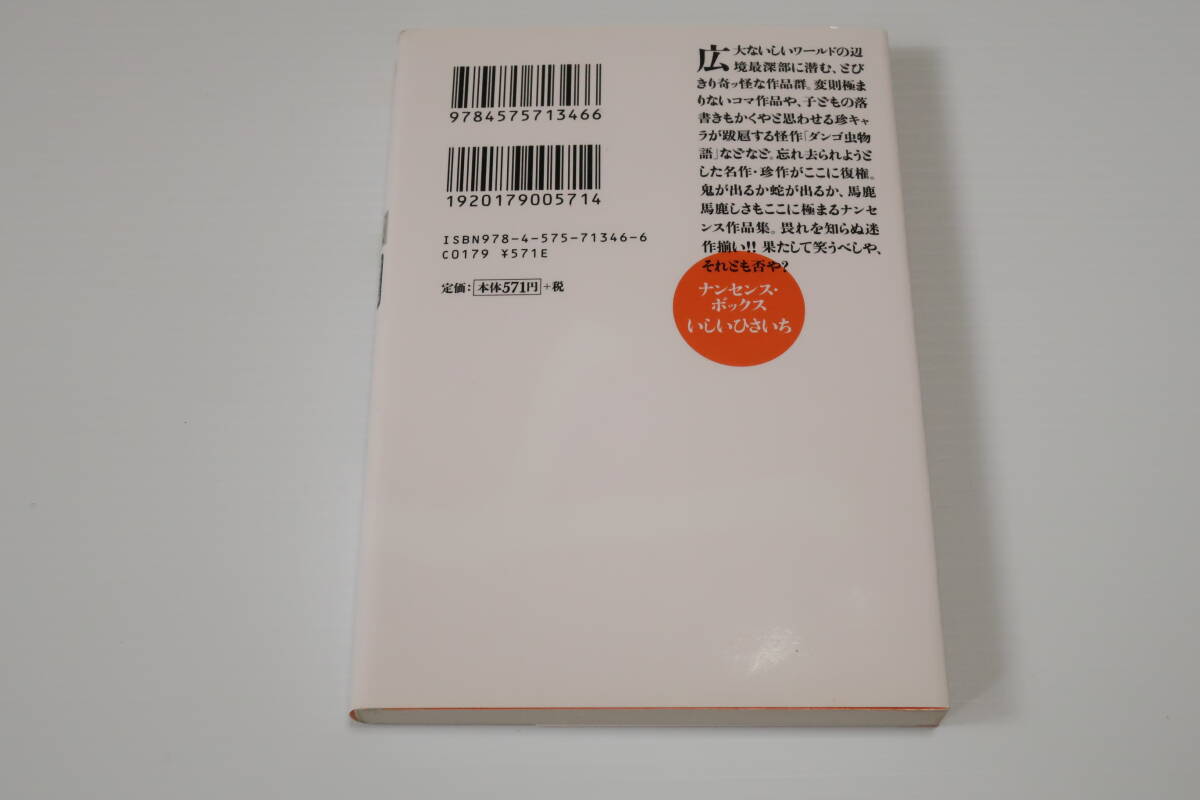 9784575713466
1920179005714
ISBN978-4-575-71346-6
C0179 ¥571E
定価：本体571円+税
広大ないしいワールドの辺
境最深部に潜む、とび
きり奇ッ怪な作品群。変則極ま
りないコマ作品や、子どもの落
書きもかくやと思わせる珍キャ
ラが跋扈する怪作「ダンゴ虫物
語」などなど。忘れ去られようと
した名作・珍作がここに復権。
鬼が出るか蛇が出るか、馬鹿
馬鹿しさもここに極まるナンセ
ンス作品集。畏れを知らぬ迷
作揃い!! 果たして笑うべしや、
それとも否や?
ナンセンス・
ボックス
いしいひさいち